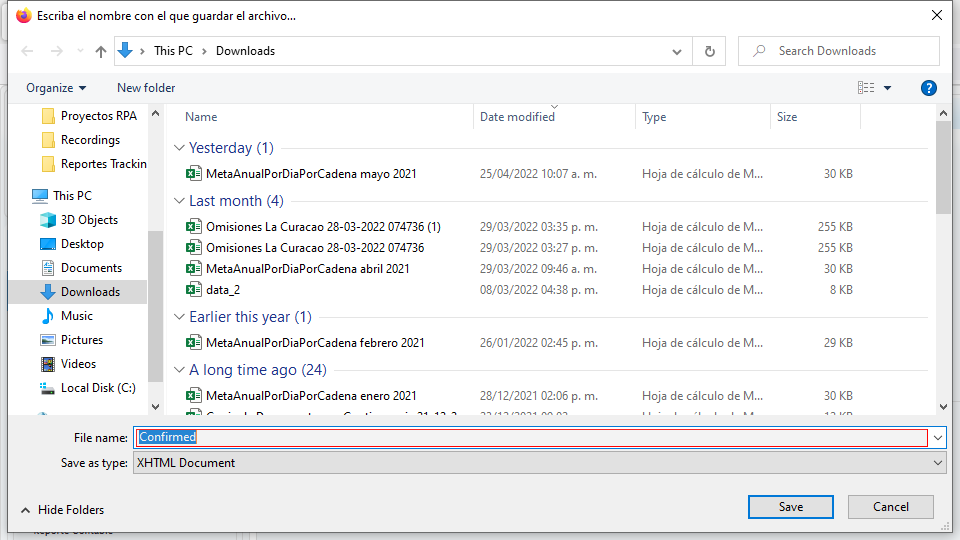 Escriba el nombre con el que guardar el archivo...
This PC > Downloads
Search Downloads
Organize
New folder
?
Proyectos RPA
Recordings
Reportes Trackin
This PC
3D Objects
Desktop
Documents
Downloads
Music
Pictures
Videos
Local Disk (C:)
Name Date modified Type Size
Yesterday (1)
MetaAnualPorDiaPorCadena mayo 2021 25/04/2022 10:07 a. m. Hoja de cálculo de M... 30 KB
Last month (4)
Omisiones La Curacao 28-03-2022 074736 (1) 29/03/2022 03:35 p. m. Hoja de cálculo de M... 255 KB
Omisiones La Curacao 28-03-2022 074736 29/03/2022 03:27 p. m. Hoja de cálculo de M... 255 KB
MetaAnualPorDiaPorCadena abril 2021 29/03/2022 09:46 a. m. Hoja de cálculo de M... 30 KB
data_2 08/03/2022 04:38 p. m. Hoja de cálculo de M... 8 KB
Earlier this year (1)
MetaAnualPorDiaPorCadena febrero 2021 26/01/2022 02:45 p. m. Hoja de cálculo de M... 29 KB
A long time ago (24)
MetaAnualPorDiaPorCadena enero 2021 28/12/2021 02:06 p. m. Hoja de cálculo de M... 30 KB
File name: Confirmed
Save as type: XHTML Document
Hide Folders
Save
Cancel